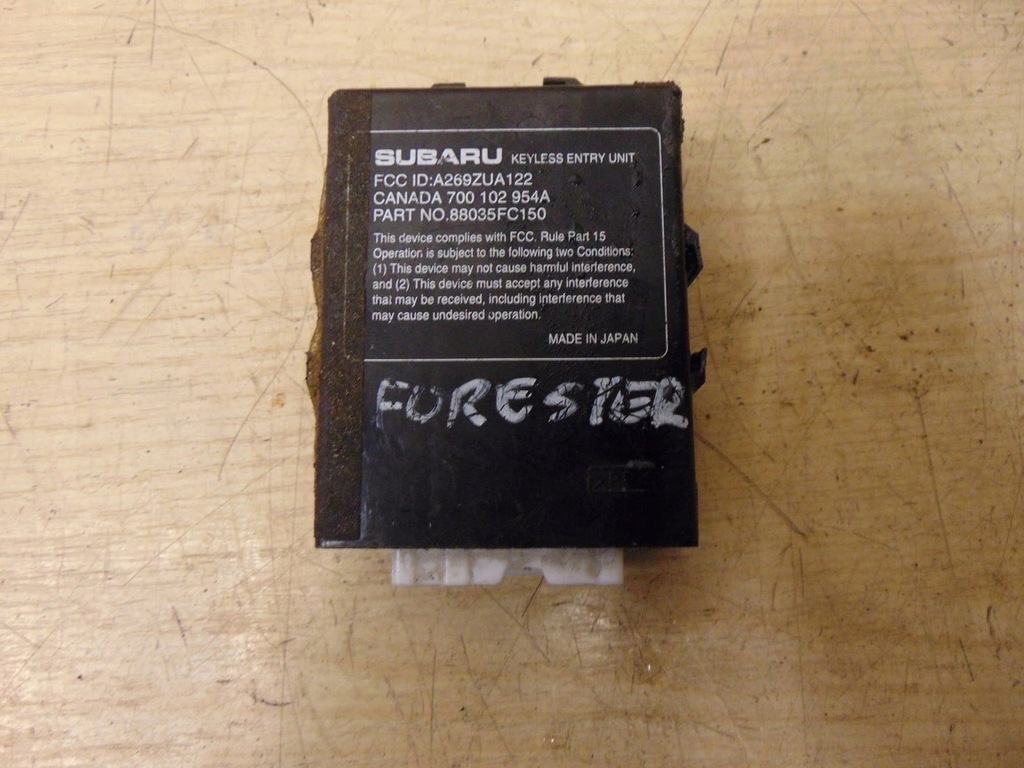 SUBARU KEYLESS ENTRY UNIT
FCC ID:A269ZUA122
CANADA 700 102 954A
PART NO.88035FC150
This device complies with FCC. Rule Part 15
Operation is subject to the following two Conditions:
(1) This device may not cause harmful interference,
and (2) This device must accept any interference
that may be received, including interference that
may cause undesired operation.
MADE IN JAPAN
FORESTER